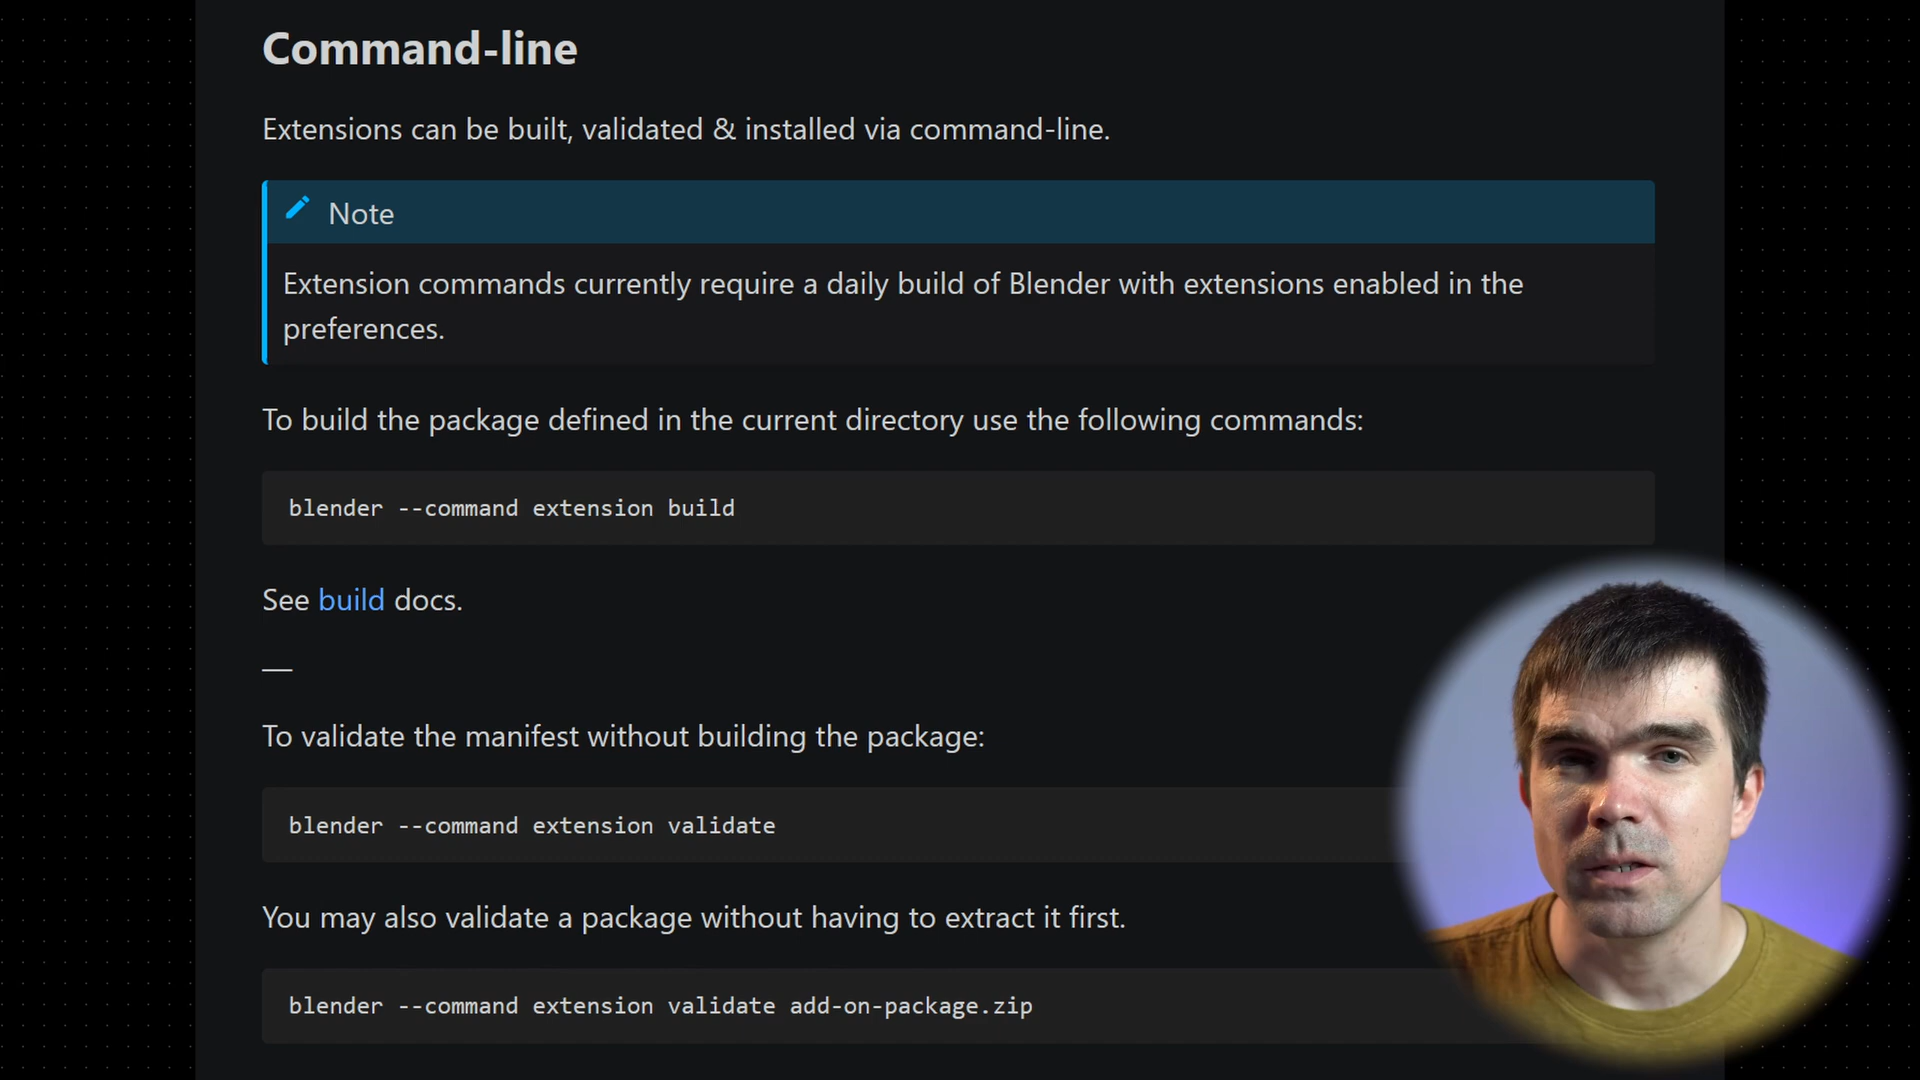 Command-line
Extensions can be built, validated & installed via command-line.
Note
Extension commands currently require a daily build of Blender with extensions enabled in the
preferences.
To build the package defined in the current directory use the following commands:
blender --command extension build
See build docs.
—
To validate the manifest without building the package:
blender --command extension validate
You may also validate a package without having to extract it first.
blender --command extension validate add-on-package.zip